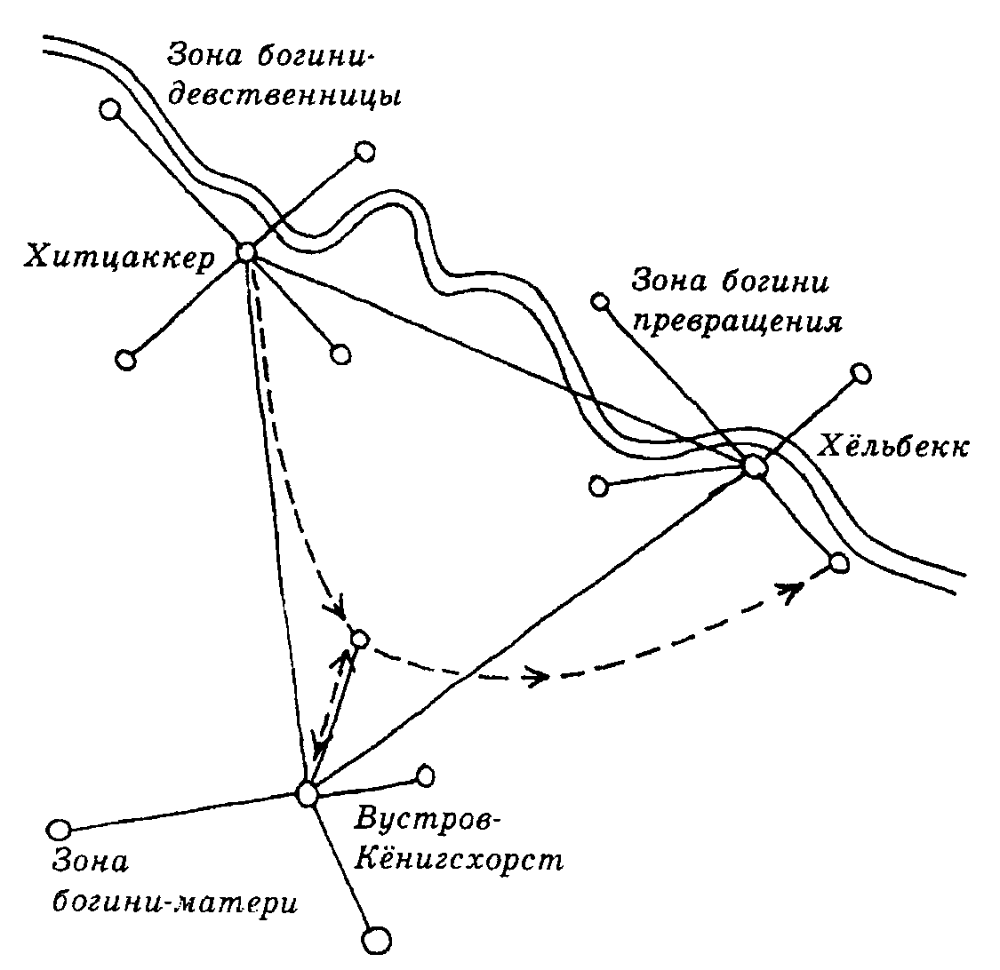 Зона богини-
девственницы
Хитцаккер
Зона богини
превращения
Хёльбекк
Вустров-
Кёнигсхорст
Зона
богини-матери